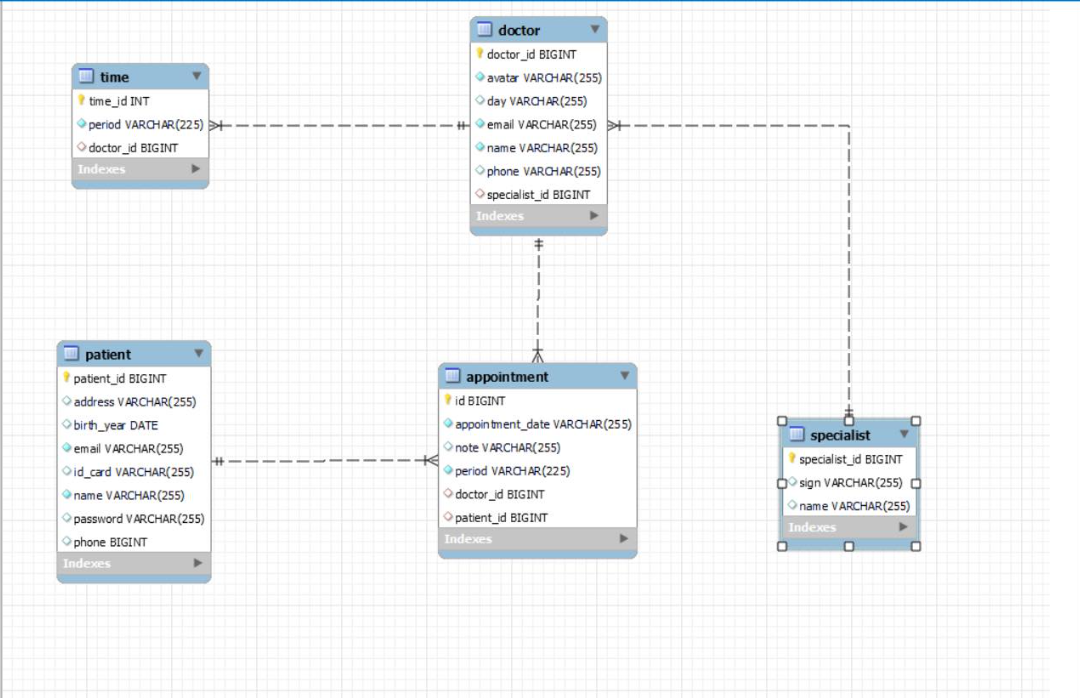 doctor
doctor_id BIGINT
avatar VARCHAR(255)
day VARCHAR(255)
email VARCHAR(255)
name VARCHAR(255)
phone VARCHAR(255)
specialist_id BIGINT
Indexes
time
time_id INT
period VARCHAR(225)
doctor_id BIGINT
Indexes
patient
patient_id BIGINT
address VARCHAR(255)
birth_year DATE
email VARCHAR(255)
id_card VARCHAR(255)
name VARCHAR(255)
password VARCHAR(255)
phone BIGINT
Indexes
appointment
id BIGINT
appointment_date VARCHAR(255)
note VARCHAR(255)
period VARCHAR(225)
doctor_id BIGINT
patient_id BIGINT
Indexes
specialist
specialist_id BIGINT
sign VARCHAR(255)
name VARCHAR(255)
Indexes